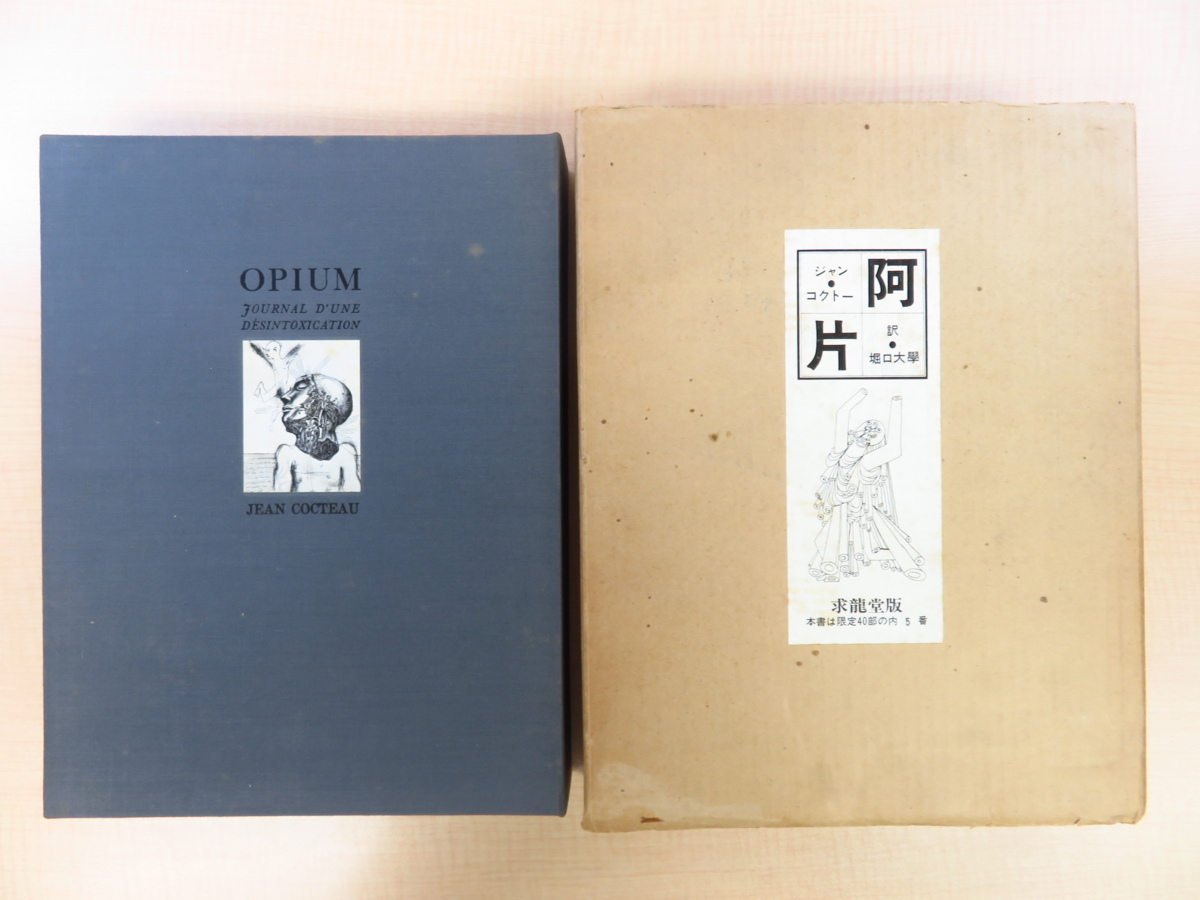 OPIUM
JOURNAL D'UNE
DÉSINTOXICATION
JEAN COCTEAU
阿片
ジャン・コクトー
訳・堀口大學
求龍堂版
本書は限定40部の内 5 番